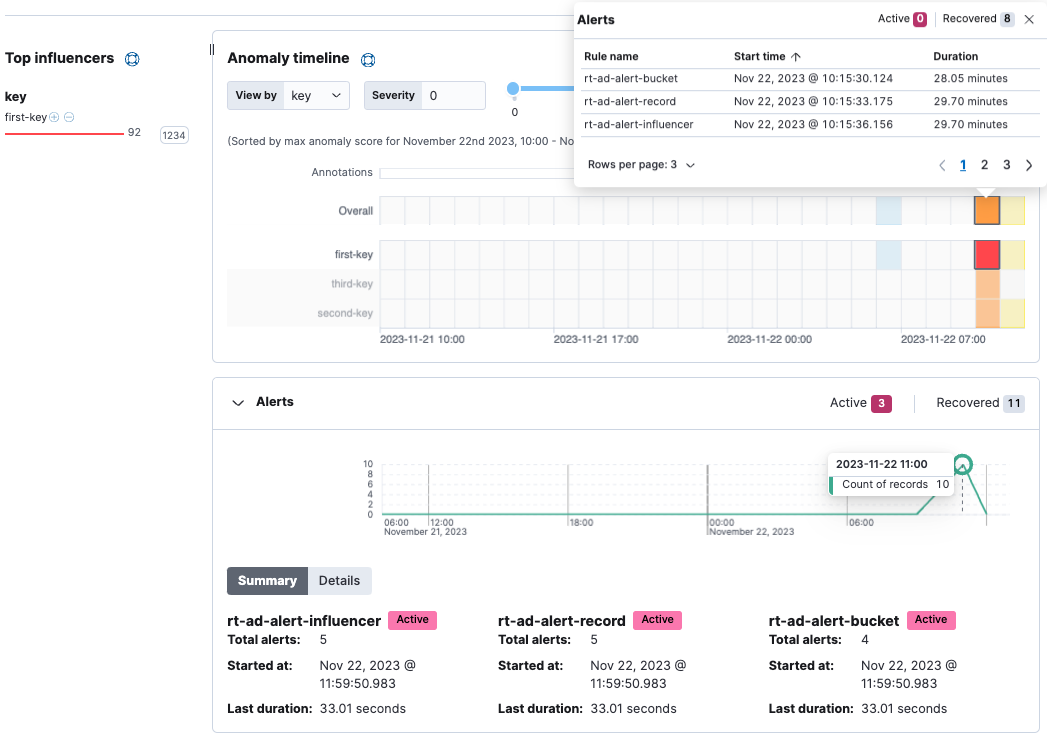 Top influencers
key
first-key
92
1234
Anomaly timeline
View by key
Severity 0
0
(Sorted by max anomaly score for November 22nd 2023, 10:00 - No
Annotations
Overall
first-key
third-key
second-key
2023-11-21 10:00 2023-11-21 17:00 2023-11-22 00:00 2023-11-22 07:00
Alerts Active 0 Recovered 8
Rule name Start time Duration
rt-ad-alert-bucket Nov 22, 2023 @ 10:15:30.124 28.05 minutes
rt-ad-alert-record Nov 22, 2023 @ 10:15:33.175 29.70 minutes
rt-ad-alert-influencer Nov 22, 2023 @ 10:15:36.156 29.70 minutes
Rows per page: 3 1 2 3
Alerts Active 3 Recovered 11
10
8
6
4
2
0
2023-11-22 11:00
Count of records 10
06:00 12:00 18:00 00:00 06:00
November 21, 2023 November 22, 2023
Summary Details
rt-ad-alert-influencer Active
Total alerts: 5
Started at: Nov 22, 2023 @
11:59:50.983
Last duration: 33.01 seconds
rt-ad-alert-record Active
Total alerts: 5
Started at: Nov 22, 2023 @
11:59:50.983
Last duration: 33.01 seconds
rt-ad-alert-bucket Active
Total alerts: 4
Started at: Nov 22, 2023 @
11:59:50.983
Last duration: 33.01 seconds